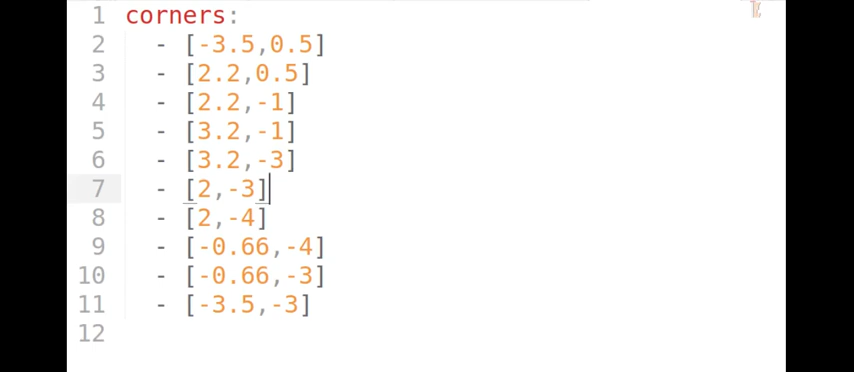 1 corners:
2 - [-3.5,0.5]
3 - [2.2,0.5]
4 - [2.2,-1]
5 - [3.2,-1]
6 - [3.2,-3]
7 - [2,-3]
8 - [2,-4]
9 - [-0.66,-4]
10 - [-0.66,-3]
11 - [-3.5,-3]
12